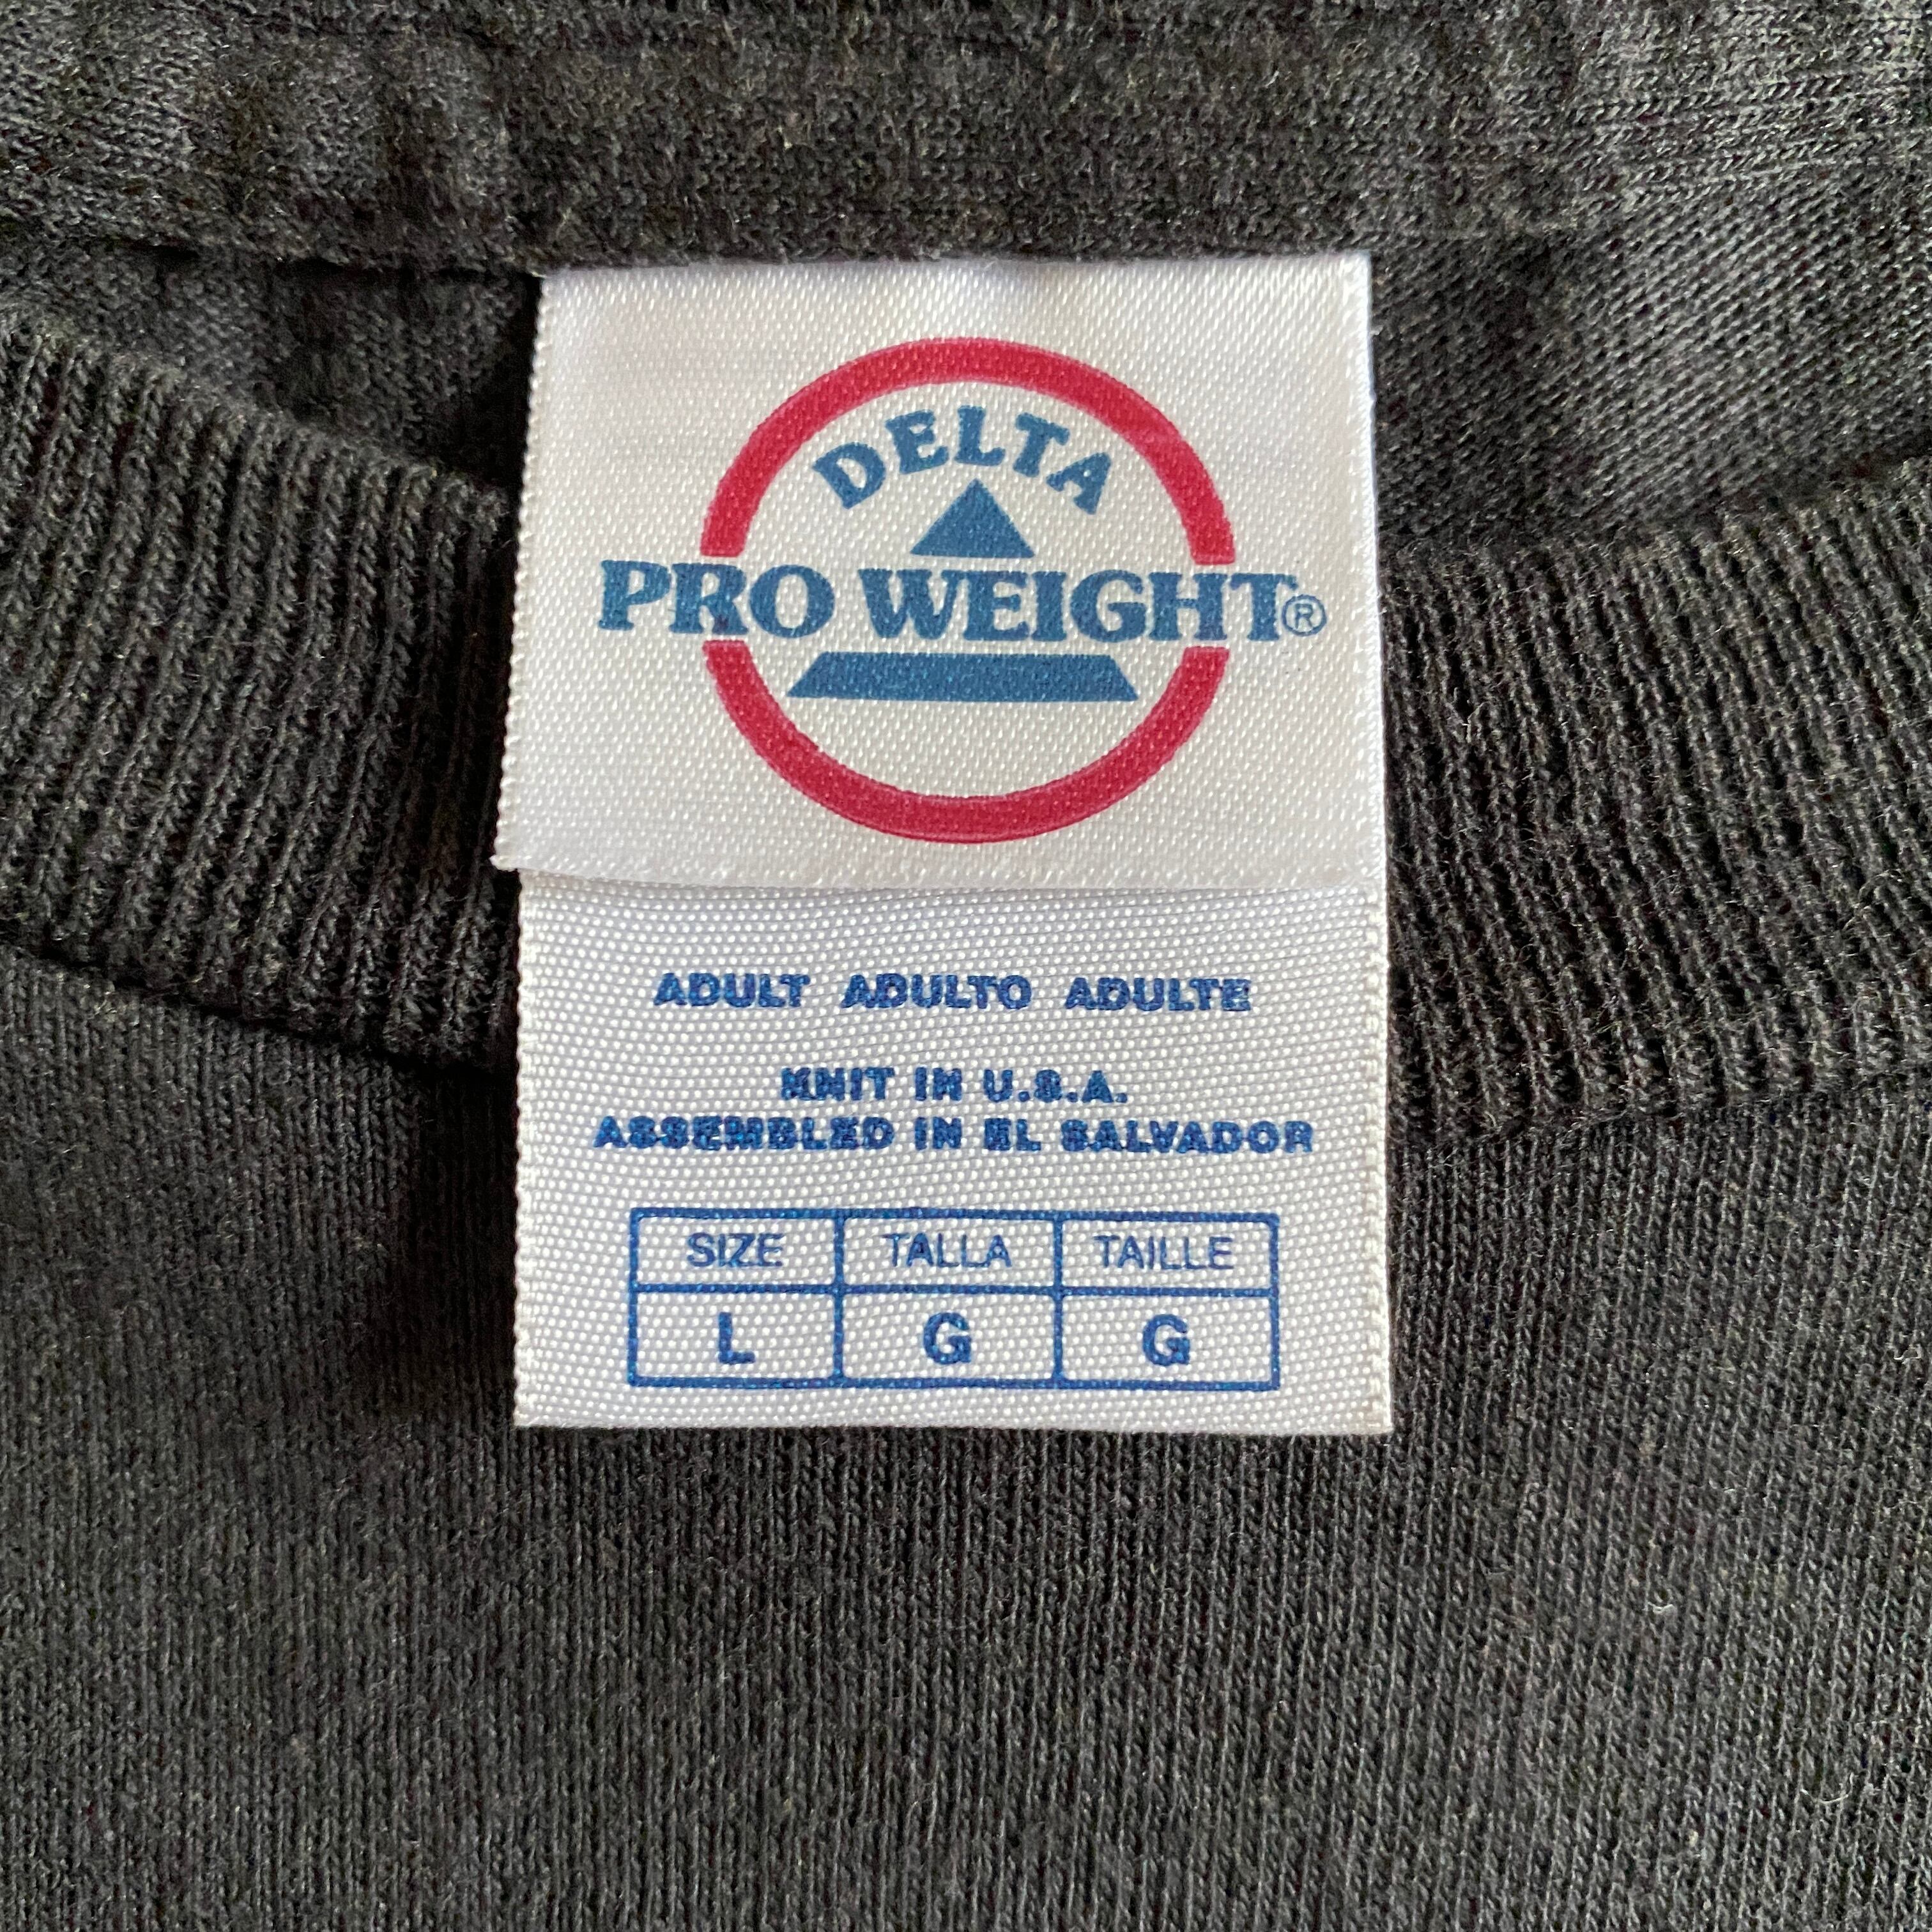 DELTA
PRO WEIGHT®
ADULT ADULTO ADULTE
KNIT IN U.S.A.
ASSEMBLED IN EL SALVADOR
SIZE TALLA TAILLE
L G G